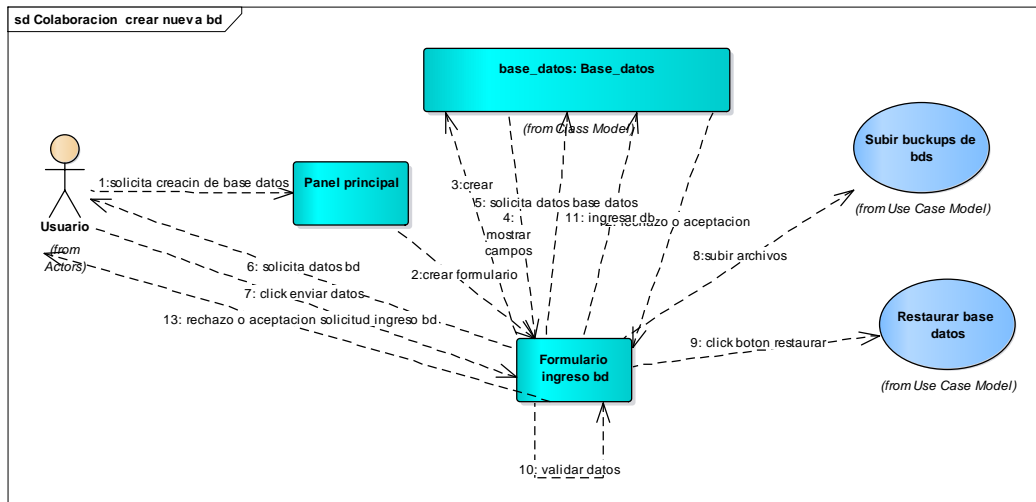 sd Colaboracion crear nueva bd
base_datos: Base_datos
(from Class Model)
Subir buckups de
bds
(from Use Case Model)
1:solicita creacin de base datos
Panel principal
Usuario
(from
Actors)
3:crear
5: solicita datos base datos
4:
mostrar
campos
11: ingresar db
rechazo o aceptacion
8:subir archivos
6: solicita datos bd
2:crear formulario
7: click enviar datos
13: rechazo o aceptacion solicitud ingreso bd
Restaurar base
datos
(from Use Case Model)
9: click boton restaurar
Formulario
ingreso bd
10: validar datos